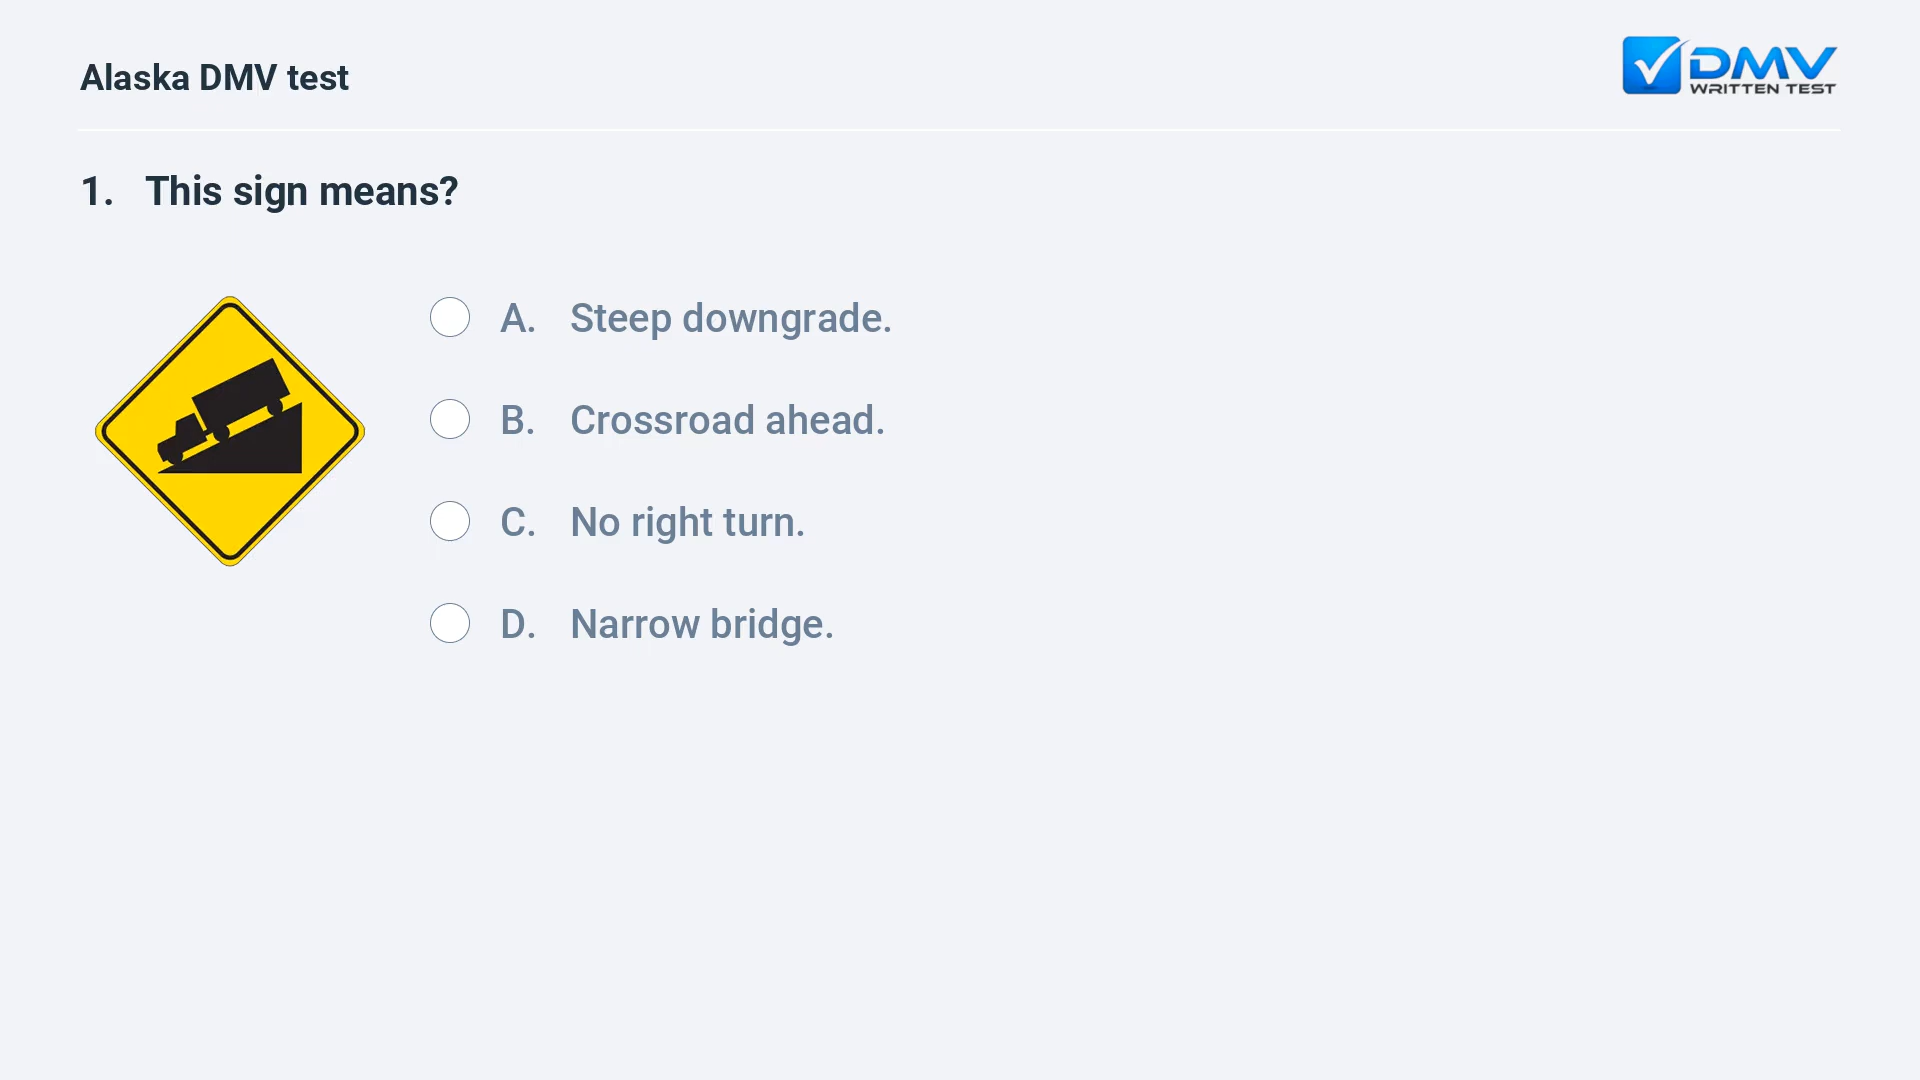 Alaska DMV test
DMV
WRITTEN TEST
1. This sign means?
A. Steep downgrade.
B. Crossroad ahead.
C. No right turn.
D. Narrow bridge.